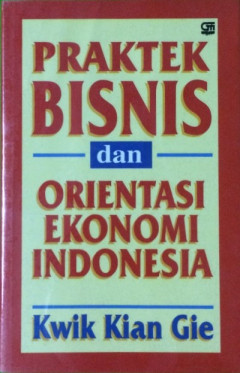 PRAKTEK
BISNIS
dan
ORIENTASI
EKONOMI
INDONESIA
Kwik Kian Gie